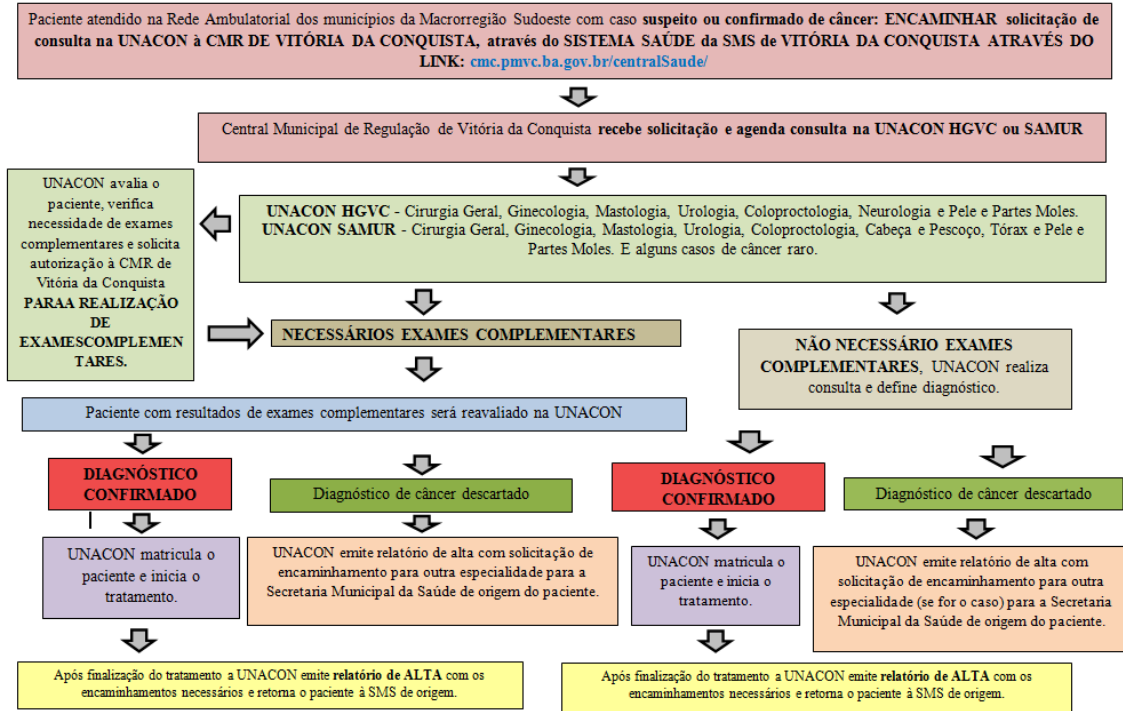 Paciente atendido na Rede Ambulatorial dos municípios da Macrorregião Sudoeste com caso suspeito ou confirmado de câncer: ENCAMINHAR solicitação de
consulta na UNACON à CMR DE VITÓRIA DA CONQUISTA, através do SISTEMA SAÚDE da SMS de VITÓRIA DA CONQUISTA ATRAVÉS DO
LINK: cmc.pmvc.ba.gov.br/centralSaude/
Central Municipal de Regulação de Vitória da Conquista recebe solicitação e agenda consulta na UNACON HGVC ou SAMUR
UNACON avalia o
paciente, verifica
necessidade de exames
complementares e solicita
autorização à CMR de
Vitória da Conquista
PARAA REALIZAÇÃO
DE
EXAMESCOMPLEMEN
TARES.
UNACON HGVC - Cirurgia Geral, Ginecologia, Mastologia, Urologia, Coloproctologia, Neurologia e Pele e Partes Moles.
UNACON SAMUR - Cirurgia Geral, Ginecologia, Mastologia, Urologia, Coloproctologia, Cabeça e Pescoço, Tórax e Pele e
Partes Moles. E alguns casos de câncer raro.
NECESSÁRIOS EXAMES COMPLEMENTARES
NÃO NECESSÁRIO EXAMES
COMPLEMENTARES, UNACON realiza
consulta e define diagnóstico.
Paciente com resultados de exames complementares será reavaliado na UNACON
DIAGNÓSTICO
CONFIRMADO
Diagnóstico de câncer descartado
DIAGNÓSTICO
CONFIRMADO
Diagnóstico de câncer descartado
UNACON matricula o
paciente e inicia o
tratamento.
UNACON emite relatório de alta com solicitação de
encaminhamento para outra especialidade para a
Secretaria Municipal da Saúde de origem do paciente.
UNACON matricula o
paciente e inicia o
tratamento.
UNACON emite relatório de alta com
solicitação de encaminhamento para outra
especialidade (se for o caso) para a Secretaria
Municipal da Saúde de origem do paciente.
Após finalização do tratamento a UNACON emite relatório de ALTA com os
encaminhamentos necessários e retorna o paciente à SMS de origem.
Após finalização do tratamento a UNACON emite relatório de ALTA com os
encaminhamentos necessários e retorna o paciente à SMS de origem.